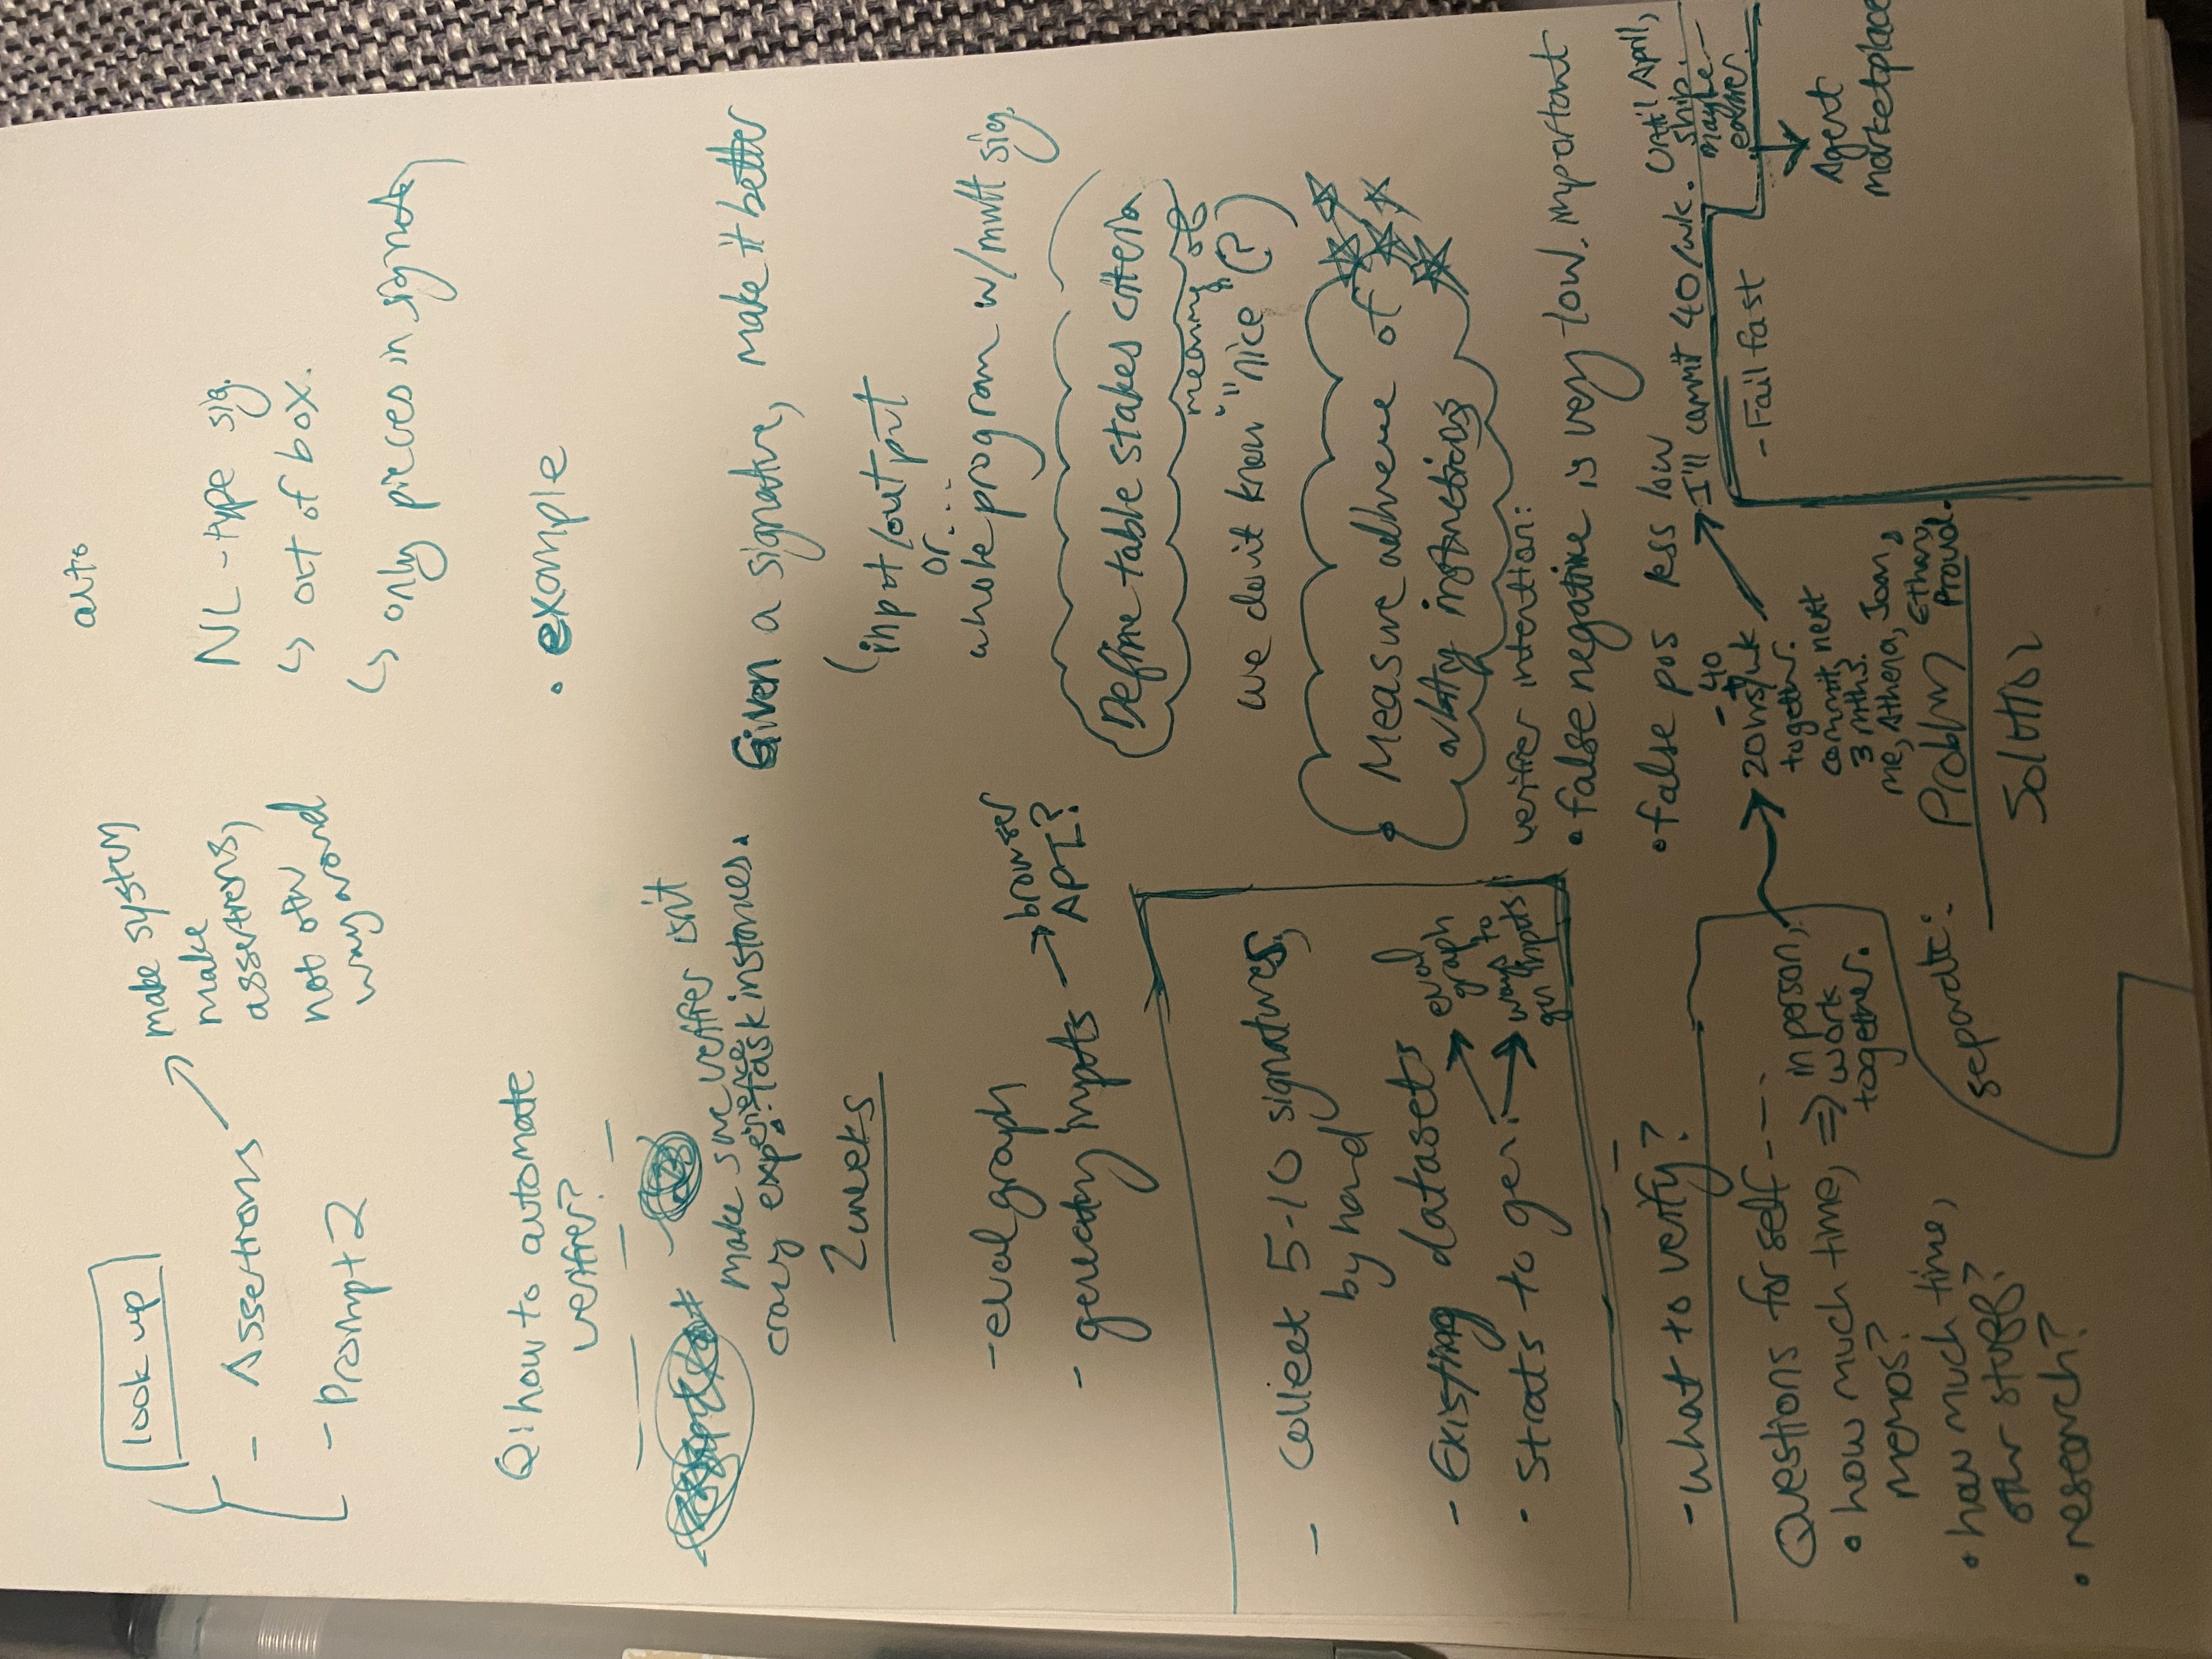 look up
- Assertions
make system
make
assertions,
not othr
way around
- Prompt 2
auto
NL-type sig.
↳ out of box.
↳ only pieces in signature
• example
Q: how to automate
verifier?
make sure verifier isn't
crazy experience task instances.
2 weeks
- eval graph
- generating inputs → browser
API?
Given a signature, make it better
input/output
or...
whole program w/ mult sig.
Define table stakes criteria
meaning of
we don't know "nice" (?)
Measure adherence of
arbitrary instructions
verifier intention:
• false negative is very low. important
• false pos less low
- Collect 5-10 signatures,
by hand
- Existing datasets
- Strats to gen.
eval
graph
ways to
gen inputs
- what to verify?
Questions for self ----
• how much time,
memos?
⇒ in person,
work
together.
• how much time,
other stuff?
• research?
- 40
20hrs/wk
together.
commit, next
3 mths.
me, Athena, Joan,
Ethan,
Proud.
I'll commit 40/wk.
Until April,
ship.
maybe
earlier.
Agent
marketplace
- Fail fast
separate:
Problem
Solution